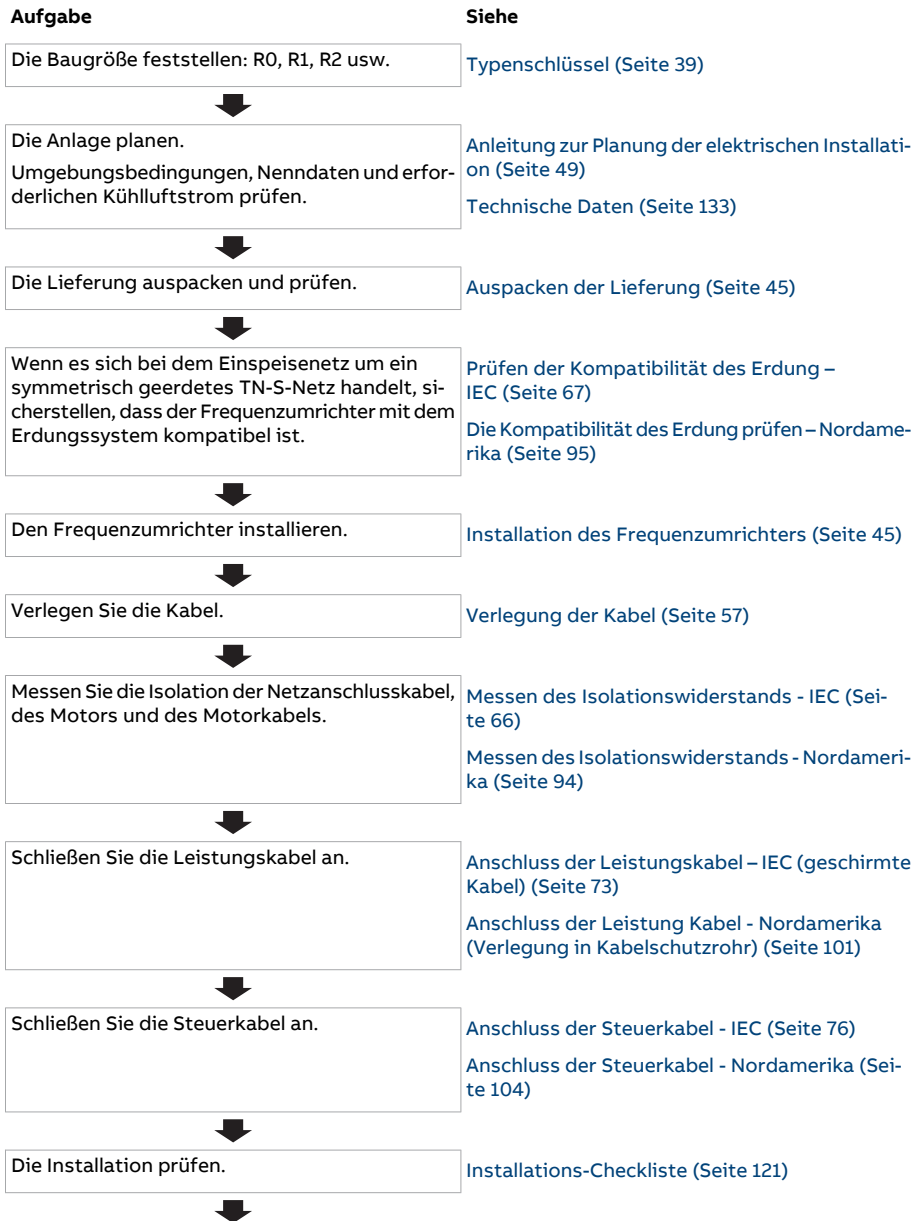 Aufgabe
Siehe
Die Baugröße feststellen: R0, R1, R2 usw.
Typenschlüssel (Seite 39)
Die Anlage planen.
Umgebungsbedingungen, Nenndaten und erfor-
derlichen Kühlluftstrom prüfen.
Anleitung zur Planung der elektrischen Installati-
on (Seite 49)
Technische Daten (Seite 133)
Die Lieferung auspacken und prüfen.
Auspacken der Lieferung (Seite 45)
Wenn es sich bei dem Einspeisenetz um ein
symmetrisch geerdetes TN-S-Netz handelt, si-
cherstellen, dass der Frequenzumrichter mit dem
Erdungssystem kompatibel ist.
Prüfen der Kompatibilität des Erdung –
IEC (Seite 67)
Die Kompatibilität des Erdung prüfen – Nordame-
rika (Seite 95)
Den Frequenzumrichter installieren.
Installation des Frequenzumrichters (Seite 45)
Verlegen Sie die Kabel.
Verlegung der Kabel (Seite 57)
Messen Sie die Isolation der Netzanschlusskabel,
des Motors und des Motorkabels.
Messen des Isolationswiderstands - IEC (Sei-
te 66)
Messen des Isolationswiderstands - Nordameri-
ka (Seite 94)
Schließen Sie die Leistungskabel an.
Anschluss der Leistungskabel – IEC (geschirmte
Kabel) (Seite 73)
Anschluss der Leistung Kabel - Nordamerika
(Verlegung in Kabelschutzrohr) (Seite 101)
Schließen Sie die Steuerkabel an.
Anschluss der Steuerkabel - IEC (Seite 76)
Anschluss der Steuerkabel - Nordamerika (Sei-
te 104)
Die Installation prüfen.
Installations-Checkliste (Seite 121)